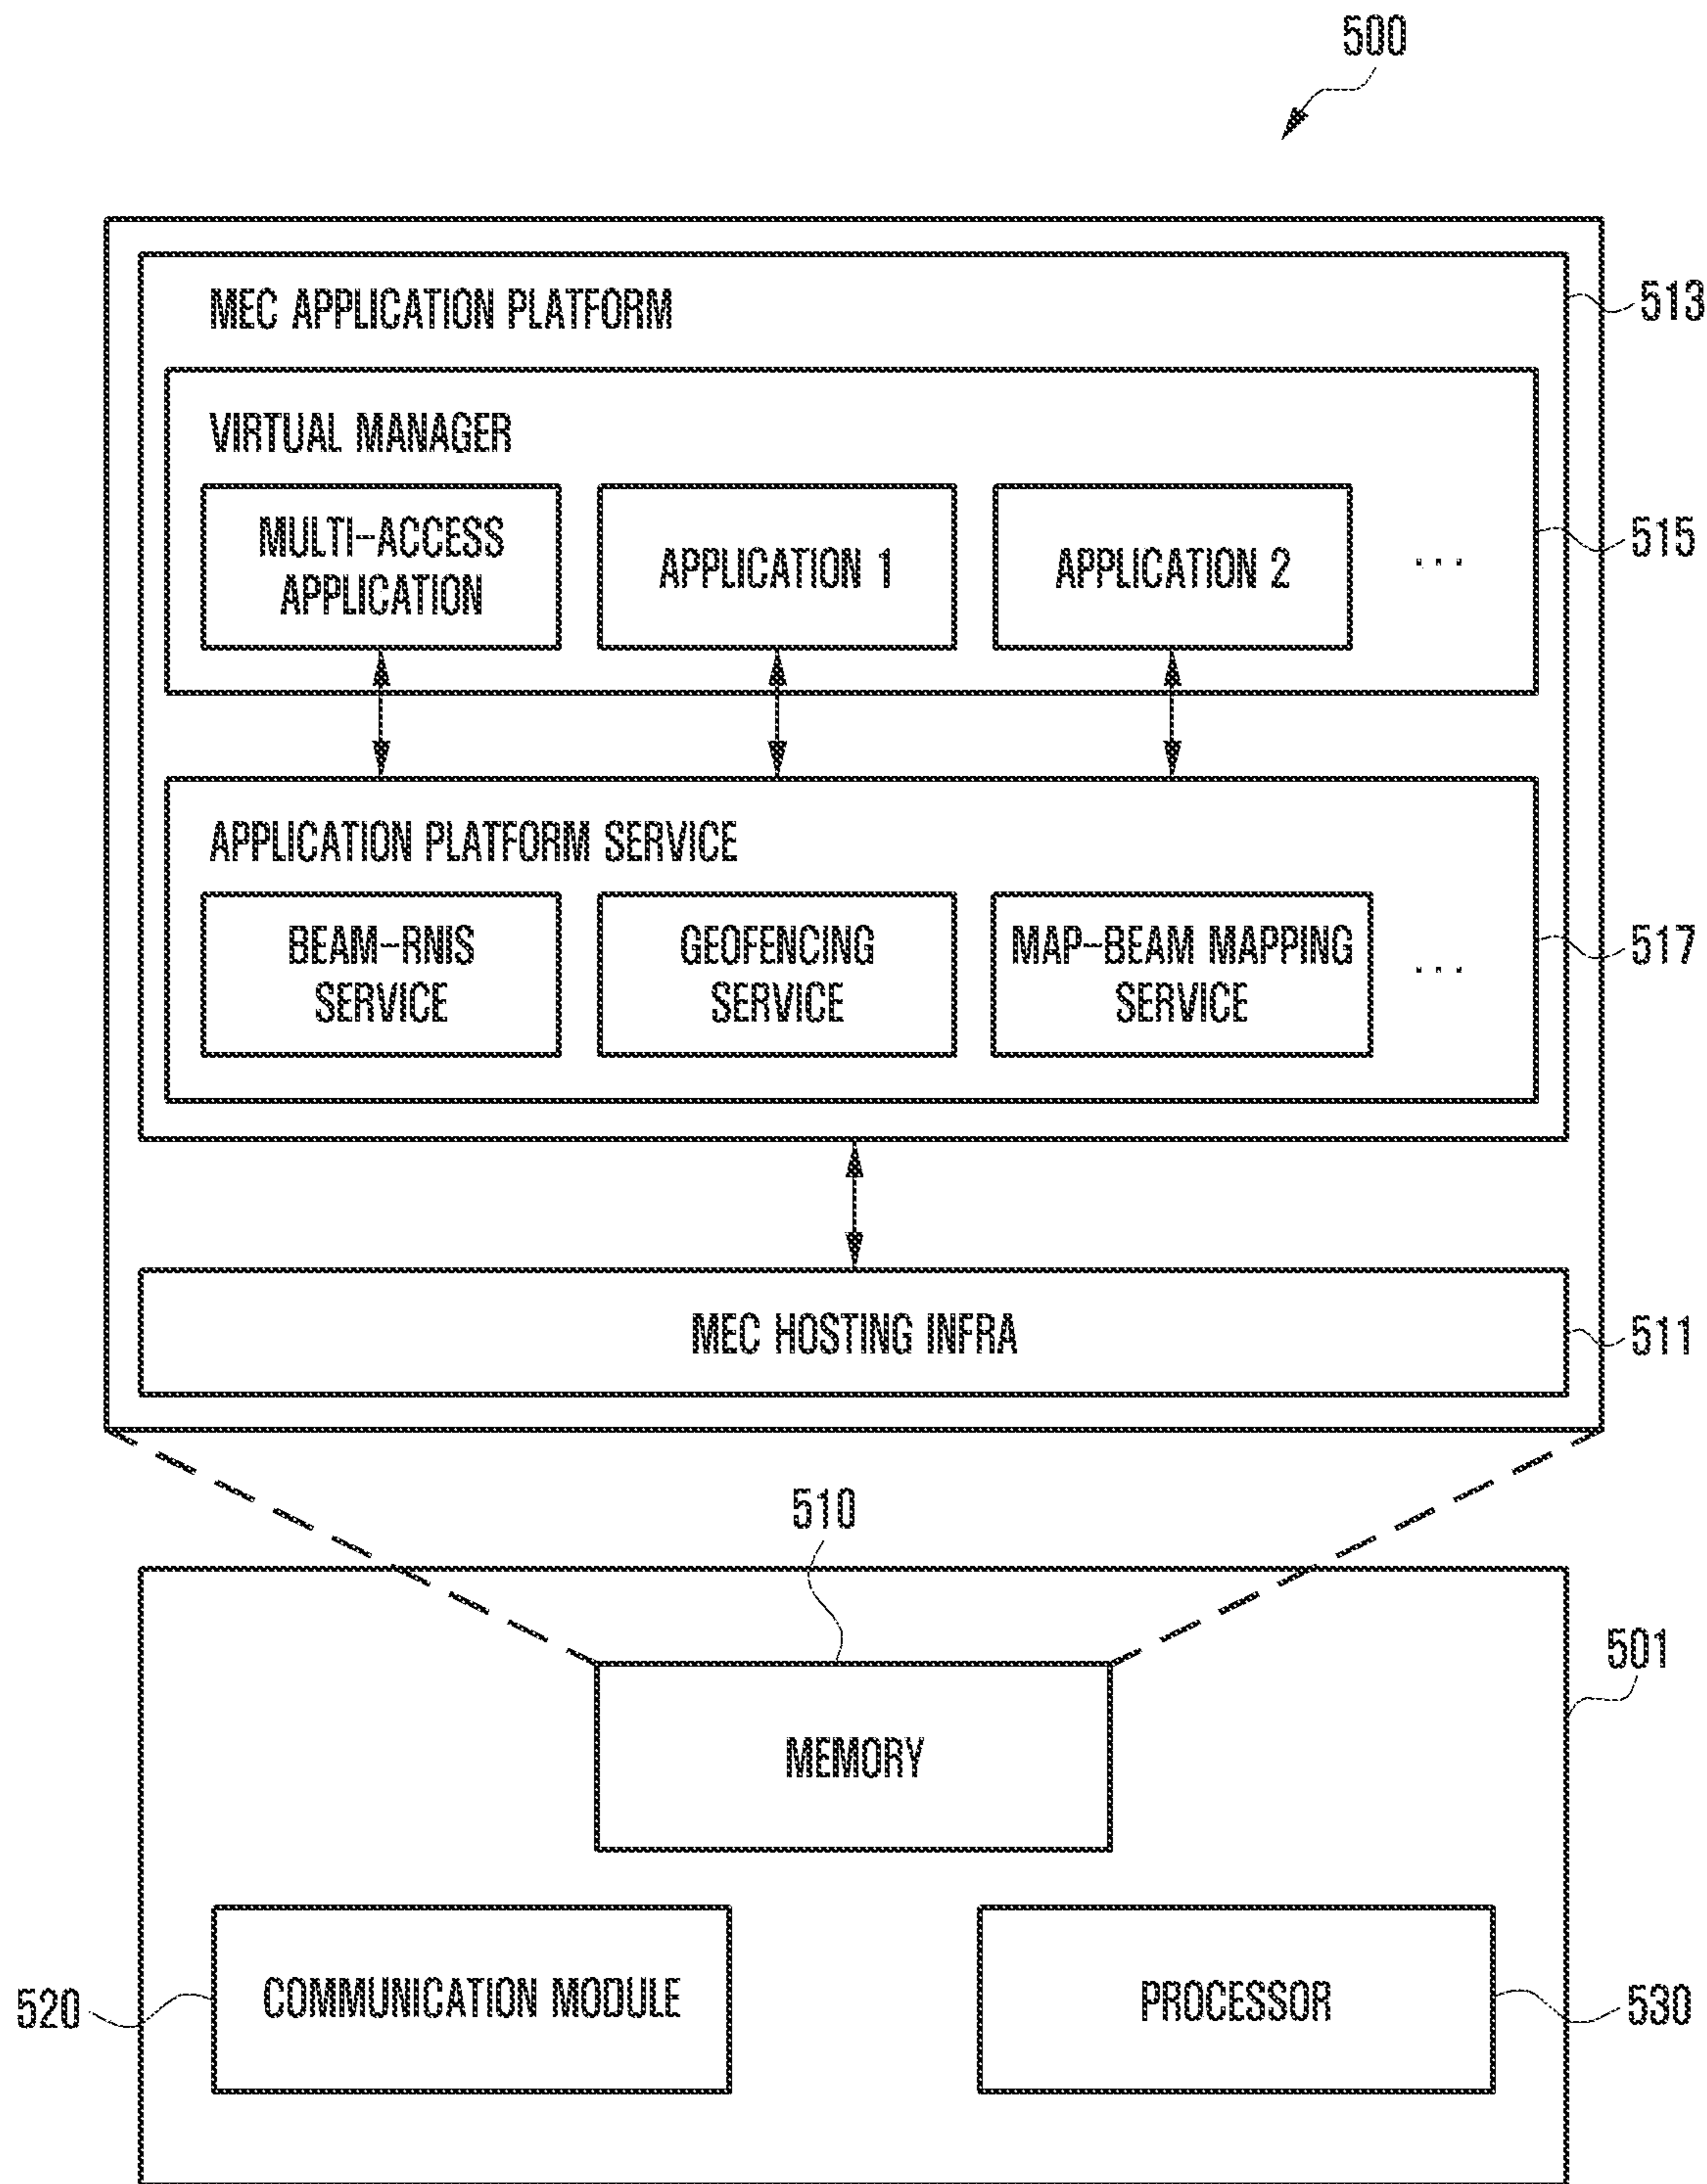 500
MEC APPLICATION PLATFORM
513
VIRTUAL MANAGER
MULTI-ACCESS
APPLICATION
APPLICATION 1
APPLICATION 2
...
515
APPLICATION PLATFORM SERVICE
BEAM-RNIS
SERVICE
GEOFENCING
SERVICE
MAP-BEAM MAPPING
SERVICE
...
517
MEC HOSTING INFRA
511
510
501
MEMORY
520
COMMUNICATION MODULE
PROCESSOR
530